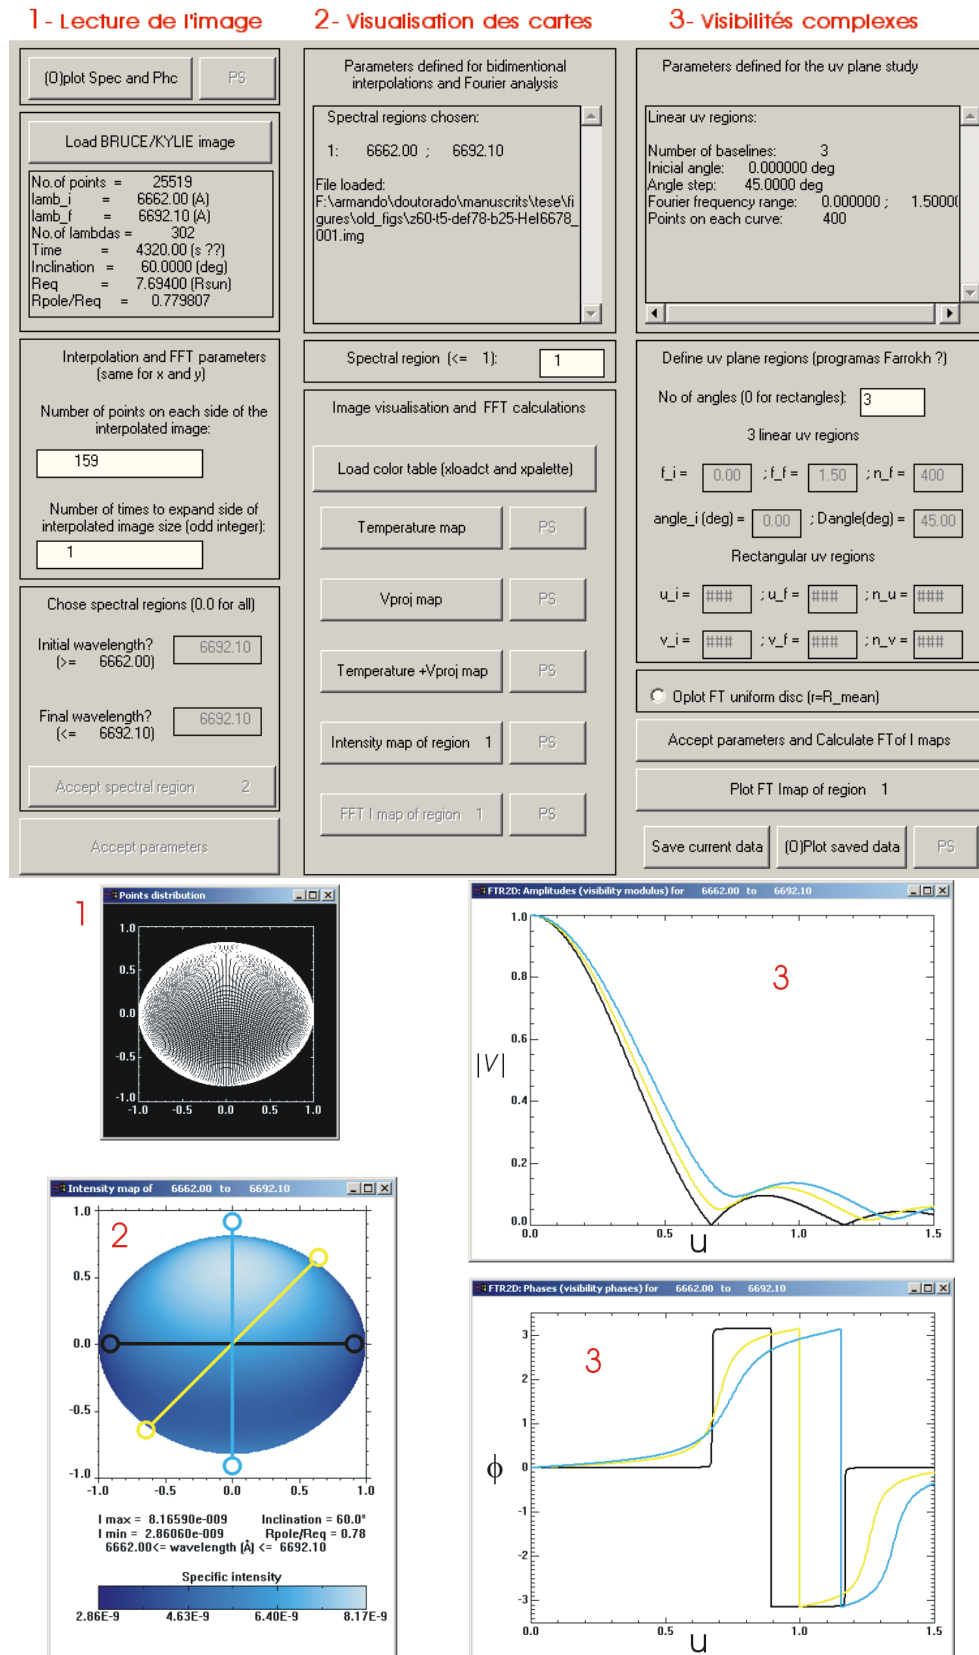 1- Lecture de l'image
(O)plot Spec and Phc
PS
Load BRUCE/KYLIE image
No.of points = 25519
lamb_i = 6662.00 (A)
lamb_f = 6692.10 (A)
No.of lambdas = 302
Time = 4320.00 (s ??)
Inclination = 60.0000 (deg)
Req = 7.69400 (Rsun)
Rpole/Req = 0.779807
Interpolation and FFT parameters
(same for x and y)
Number of points on each side of the
interpolated image:
159
Number of times to expand side of
interpolated image size (odd integer):
1
Chose spectral regions (0.0 for all)
Initial wavelength?
(>= 6662.00)
6692.10
Final wavelength?
(<= 6692.10)
6692.10
Accept spectral region 2
Accept parameters
2- Visualisation des cartes
Parameters defined for bidimentional
interpolations and Fourier analysis
Spectral regions chosen:
1: 6662.00 ; 6692.10
File loaded:
F:\armando\doutorado\manuscrits\tese\fi
gures\old_figs\z60-t5-def78-b25-HeI6678_
001.img
Spectral region (<= 1):
1
Image visualisation and FFT calculations
Load color table (xloadct and xpalette)
Temperature map
PS
Vproj map
PS
Temperature +Vproj map
PS
Intensity map of region 1
PS
FFT I map of region 1
PS
3- Visibilités complexes
Parameters defined for the uv plane study
Linear uv regions:
Number of baselines: 3
Inicial angle: 0.000000 deg
Angle step: 45.0000 deg
Fourier frequency range: 0.000000 ; 1.5000(
Points on each curve: 400
Define uv plane regions (programas Farrokh ?)
No of angles (0 for rectangles): 3
3 linear uv regions
f_i = 0.00 ; f_f = 1.50 ; n_f = 400
angle_i (deg) = 0.00 ; Dangle(deg) = 45.00
Rectangular uv regions
u_i = ### ; u_f = ### ; n_u = ###
v_i = ### ; v_f = ### ; n_v = ###
Oplot FT uniform disc (r=R_mean)
Accept parameters and Calculate FT of I maps
Plot FT Imap of region 1
Save current data
(O)Plot saved data
PS
1
Points distribution
1.0
0.5
0.0
-0.5
-1.0
-1.0 -0.5 0.0 0.5 1.0
2
Intensity map of 6662.00 to 6692.10
1.0
0.5
0.0
-0.5
-1.0
-1.0 -0.5 0.0 0.5 1.0
I max = 8.16590e-009 Inclination = 60.0°
I min = 2.86060e-009 Rpole/Req = 0.78
6662.00<= wavelength (Å) <= 6692.10
Specific intensity
2.86E-9 4.63E-9 6.40E-9 8.17E-9
FTR2D: Amplitudes (visibility modulus) for 6662.00 to 6692.10
3
1.0
0.8
0.6
|V|
0.4
0.2
0.0
0.0 0.5 1.0 1.5
u
FTR2D: Phases (visibility phases) for 6662.00 to 6692.10
3
3
2
1
0
ϕ
-1
-2
-3
0.0 0.5 1.0 1.5
u